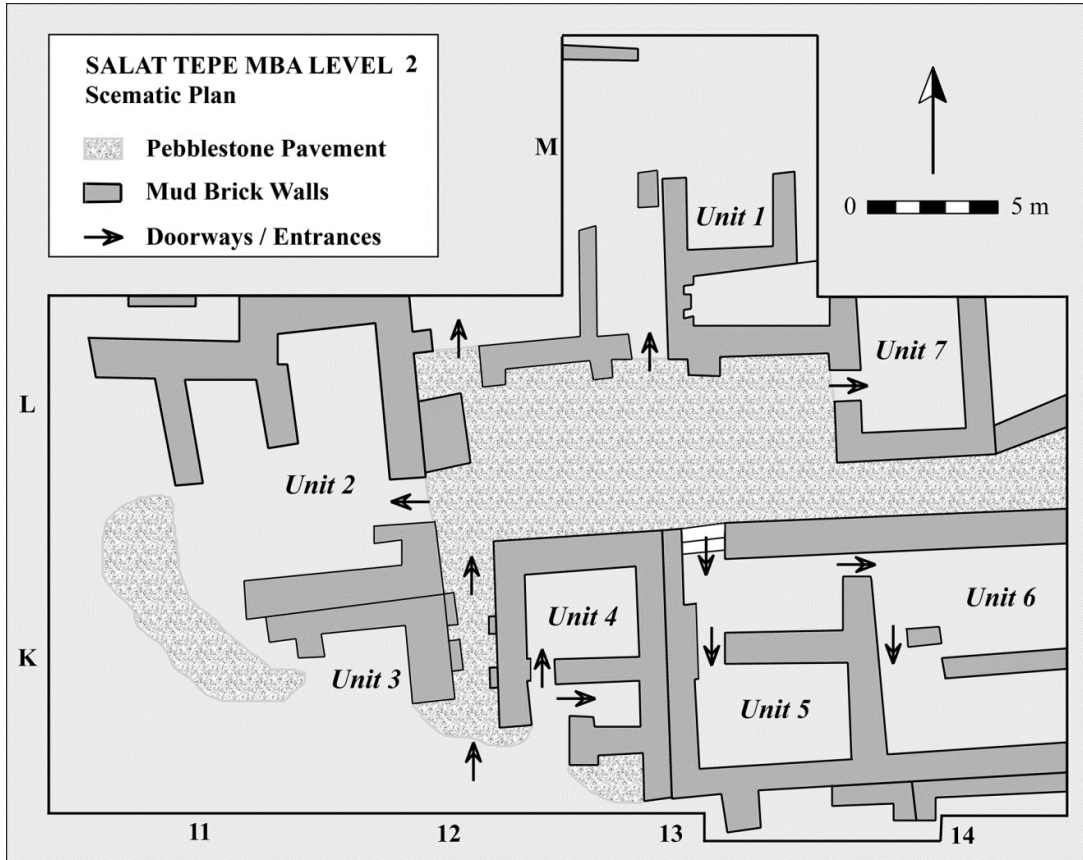 SALAT TEPE MBA LEVEL 2
Scematic Plan
Pebblestone Pavement
Mud Brick Walls
Doorways / Entrances
M
0 5 m
Unit 1
Unit 7
L
Unit 2
Unit 4
Unit 6
K
Unit 3
Unit 5
11 12 13 14